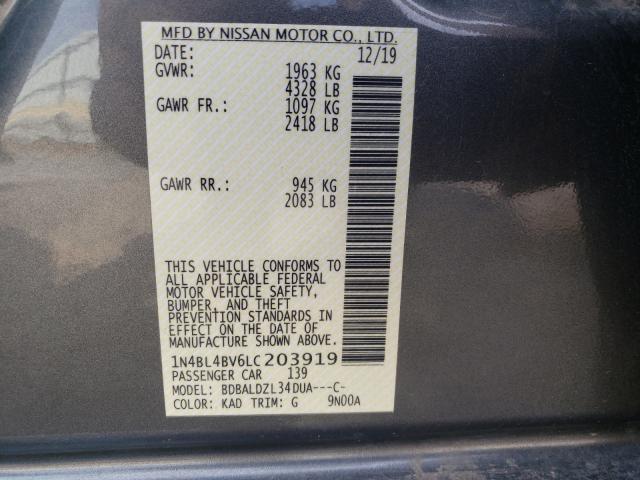 MFD BY NISSAN MOTOR CO., LTD.
DATE: 12/19
GVWR: 1963 KG
4328 LB
GAWR FR.: 1097 KG
2418 LB
GAWR RR.: 945 KG
2083 LB
THIS VEHICLE CONFORMS TO
ALL APPLICABLE FEDERAL
MOTOR VEHICLE SAFETY,
BUMPER, AND THEFT
PREVENTION STANDARDS IN
EFFECT ON THE DATE OF
MANUFACTURE SHOWN ABOVE.
1N4BL4BV6LC203919
PASSENGER CAR 139
MODEL: BDBALDZL34DUA---C-
COLOR: KAD TRIM: G 9N00A